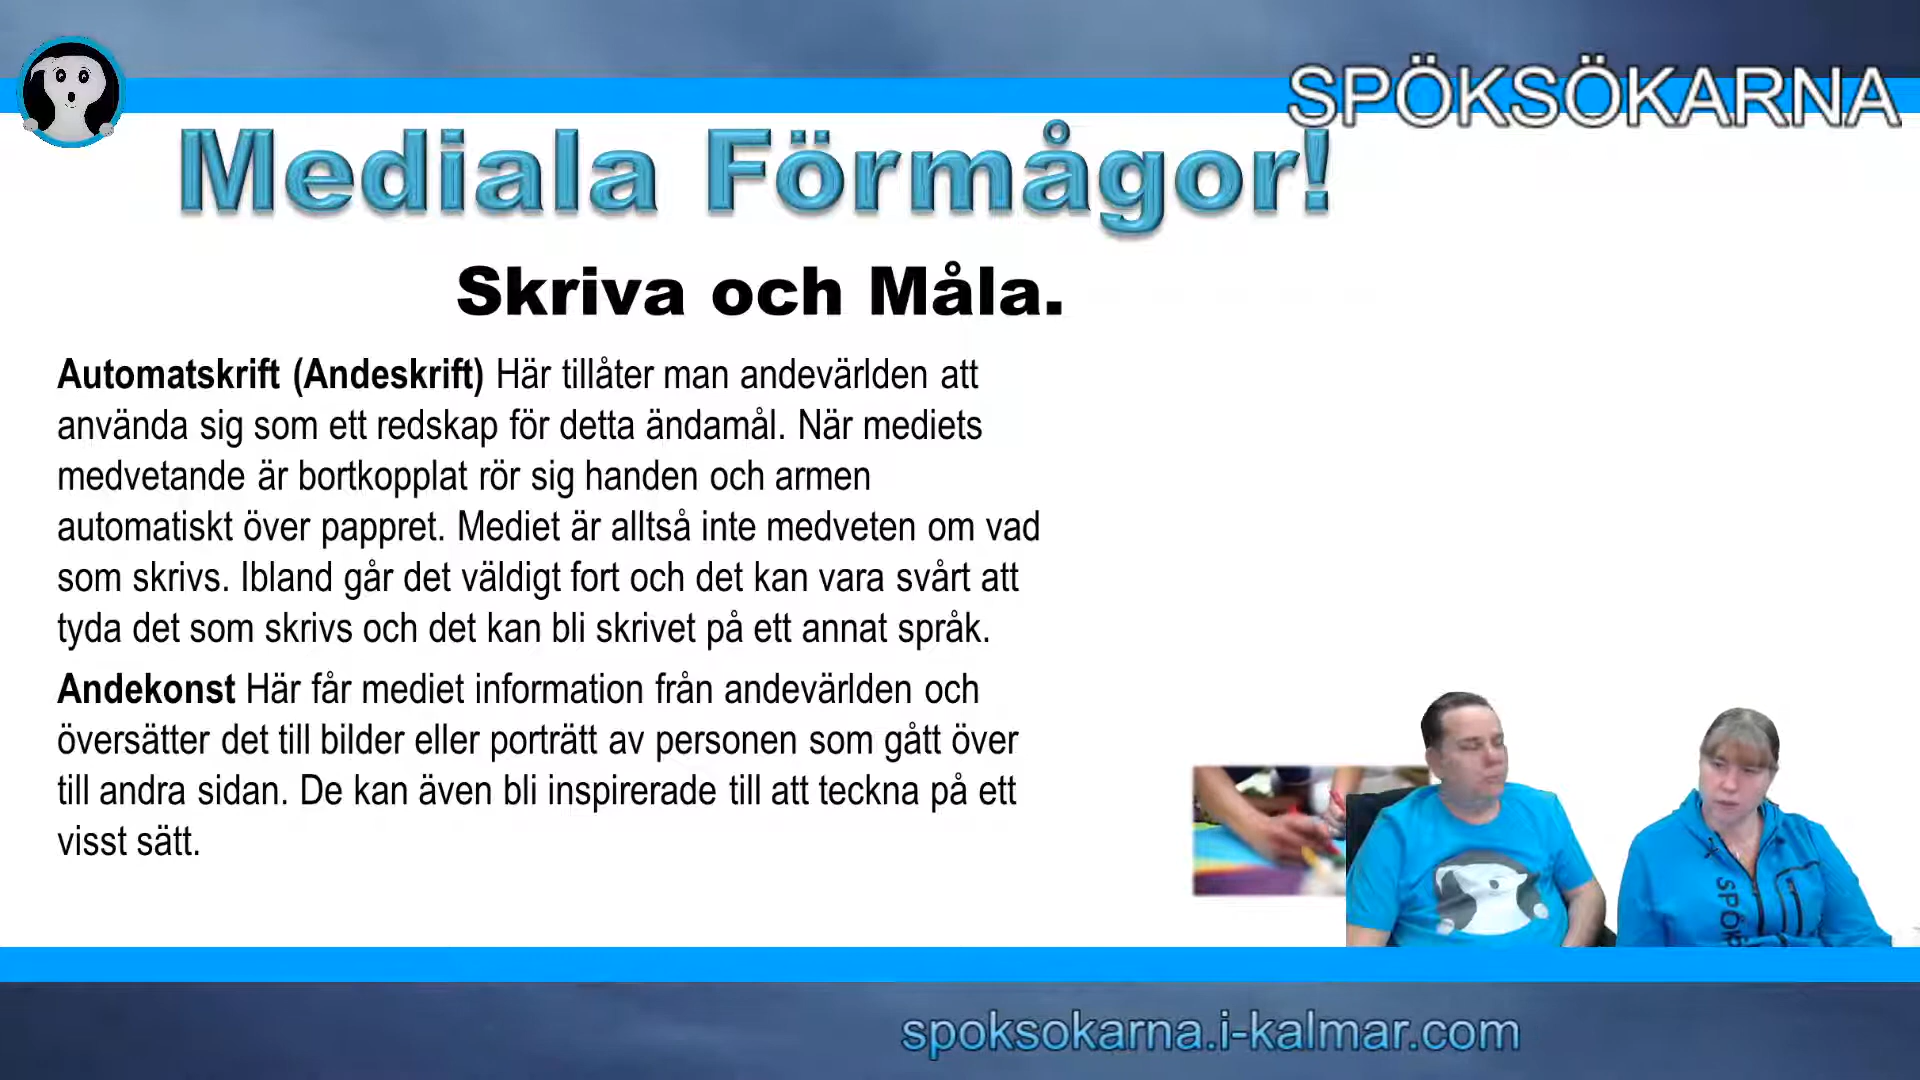 SPÖKSÖKARNA
Mediala Förmågor!
Skriva och Måla.
Automatskrift (Andeskrift) Här tillåter man andevärlden att
använda sig som ett redskap för detta ändamål. När mediets
medvetande är bortkopplat rör sig handen och armen
automatiskt över pappret. Mediet är alltså inte medveten om vad
som skrivs. Ibland går det väldigt fort och det kan vara svårt att
tyda det som skrivs och det kan bli skrivet på ett annat språk.
Andekonst Här får mediet information från andevärlden och
översätter det till bilder eller porträtt av personen som gått över
till andra sidan. De kan även bli inspirerade till att teckna på ett
visst sätt.
spoksokarna.i-kalmar.com